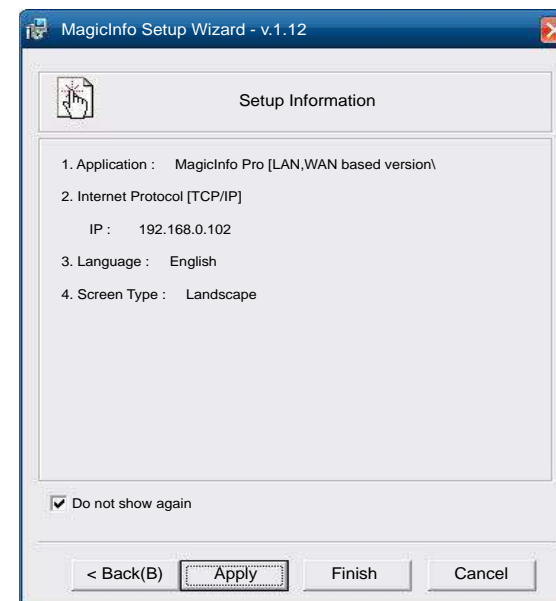 MagicInfo Setup Wizard - v.1.12
Setup Information
1. Application : MagicInfo Pro [LAN,WAN based version\
2. Internet Protocol [TCP/IP]
IP : 192.168.0.102
3. Language : English
4. Screen Type : Landscape
Do not show again
< Back(B) Apply Finish Cancel